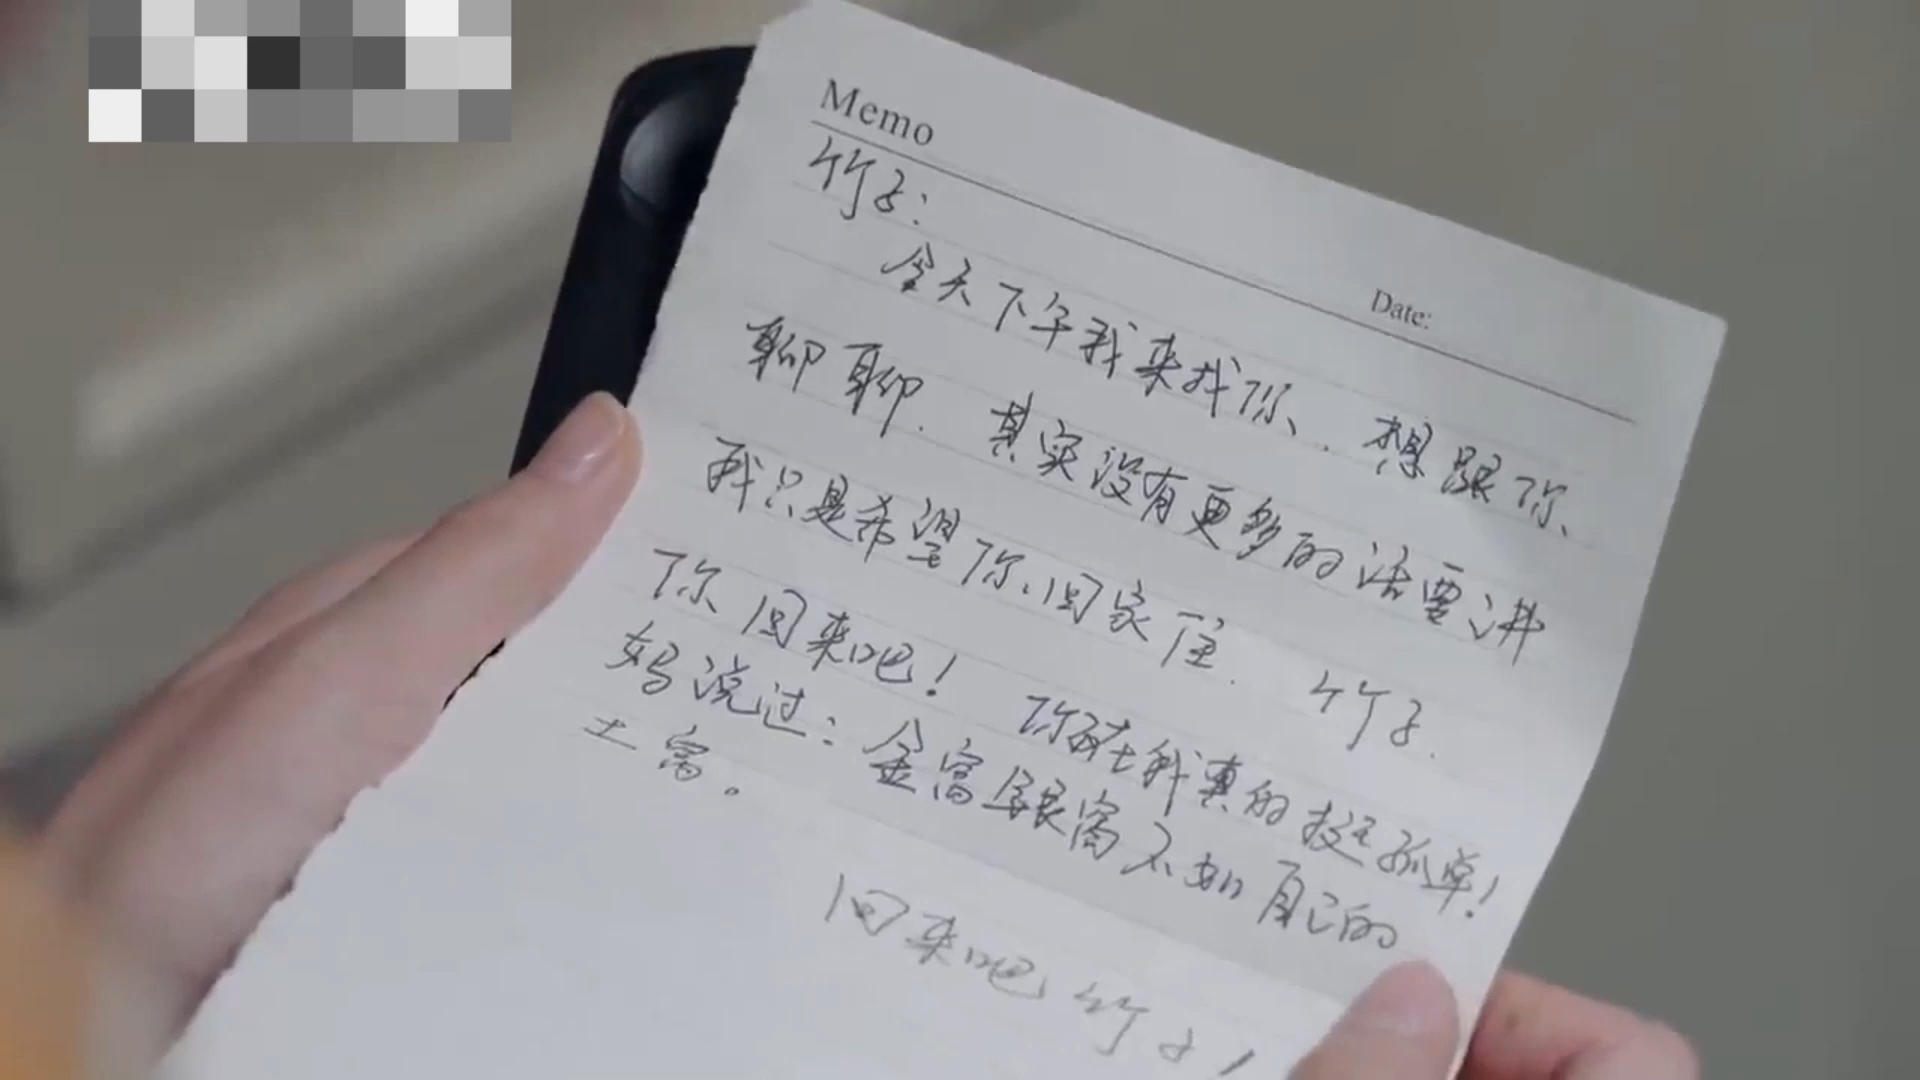 Memo
Date:
竹子:
今天下午我来找你. 想跟你
聊聊. 其实没有更多的话要讲
我只是希望你回家住. 竹子.
你回来吧! 你不在我真的挺孤单!
妈说过:金窝银窝不如自己的
土窝。
回来吧 竹子!